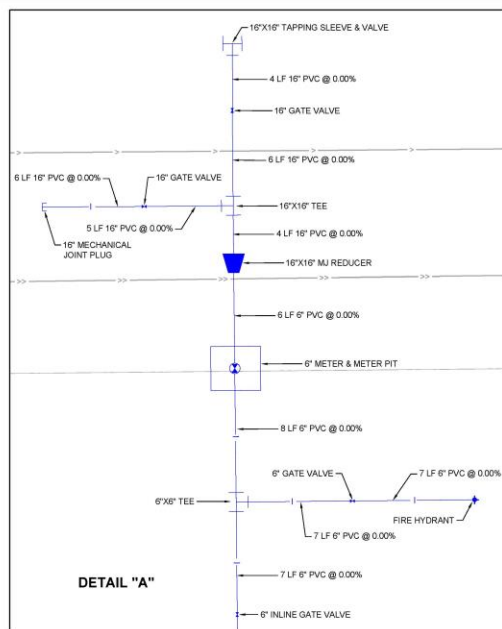 16"X16" TAPPING SLEEVE & VALVE
4 LF 16" PVC @ 0.00%
16" GATE VALVE
6 LF 16" PVC @ 0.00%
6 LF 16" PVC @ 0.00%
16" GATE VALVE
16"X16" TEE
5 LF 16" PVC @ 0.00%
4 LF 16" PVC @ 0.00%
16" MECHANICAL
JOINT PLUG
16"X16" MJ REDUCER
6 LF 6" PVC @ 0.00%
6" METER & METER PIT
8 LF 6" PVC @ 0.00%
6" GATE VALVE
7 LF 6" PVC @ 0.00%
6"X6" TEE
FIRE HYDRANT
7 LF 6" PVC @ 0.00%
7 LF 6" PVC @ 0.00%
DETAIL "A"
6" INLINE GATE VALVE